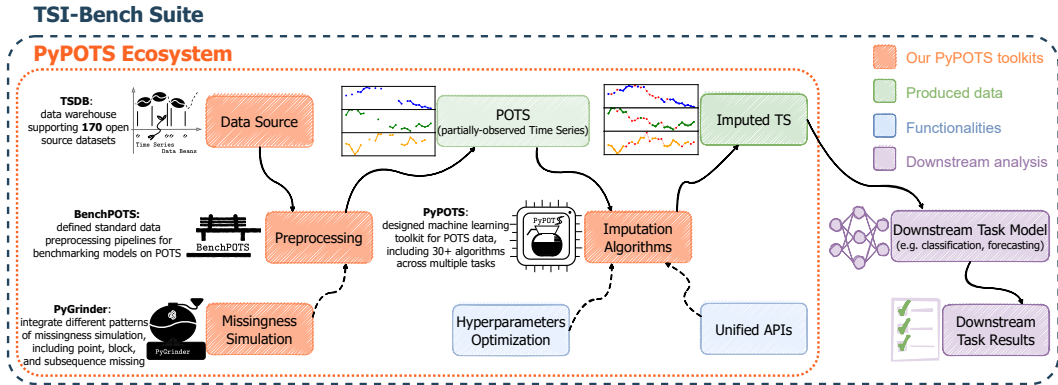 TSI-Bench Suite
PyPOTS Ecosystem
TSDB:
data warehouse
supporting 170 open
source datasets
Time Series
Data Beans
Data Source
POTS
(partially-observed Time Series)
Imputed TS
Our PyPOTS toolkits
Produced data
Functionalities
Downstream analysis
BenchPOTS:
defined standard data
preprocessing pipelines for
benchmarking models on POTS
BenchPOTS
Preprocessing
PyPOTS:
designed machine learning
toolkit for POTS data,
including 30+ algorithms
across multiple tasks
PyPOTS
Imputation
Algorithms
Downstream Task Model
(e.g. classification, forecasting)
PyGrinder:
integrate different patterns
of missingness simulation,
including point, block,
and subsequence missing
PyGrinder
Missingness
Simulation
Hyperparameters
Optimization
Unified APIs
Downstream
Task Results